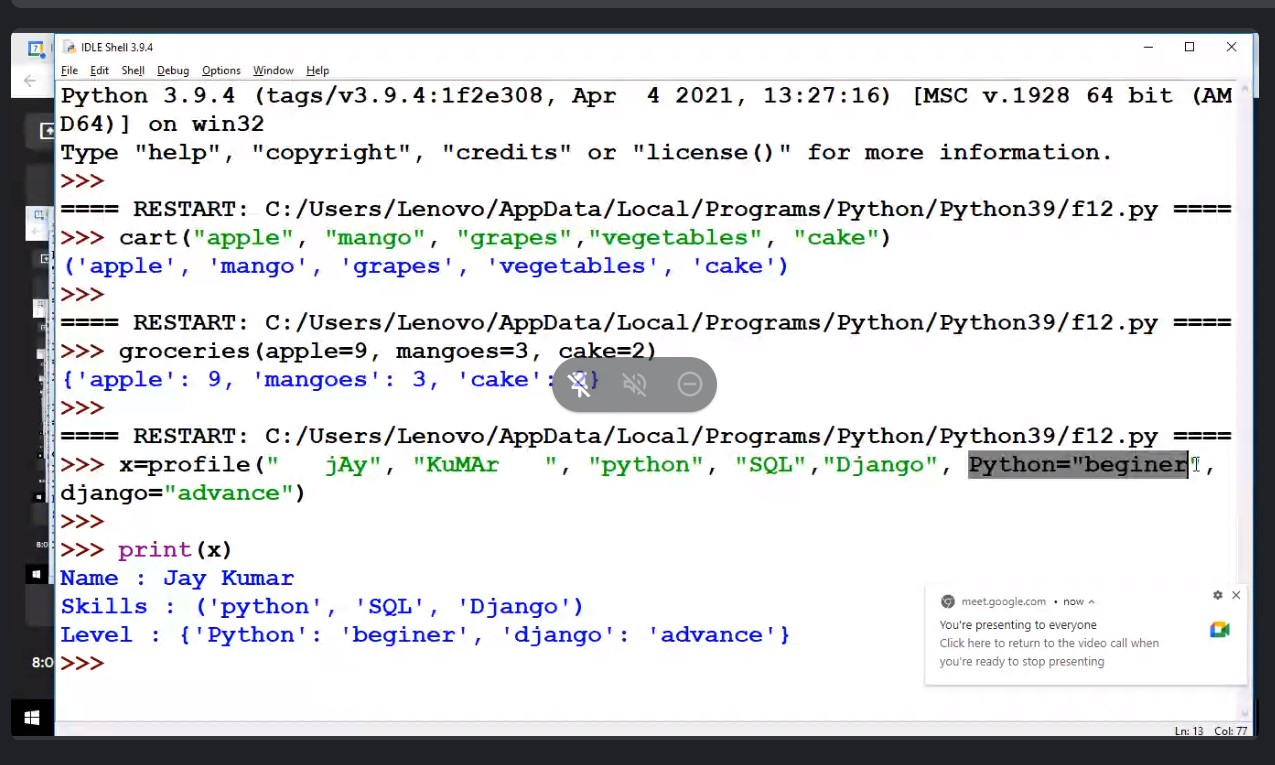 IDLE Shell 3.9.4
File Edit Shell Debug Options Window Help
Python 3.9.4 (tags/v3.9.4:1f2e308, Apr  4 2021, 13:27:16) [MSC v.1928 64 bit (AM
D64)] on win32
Type "help", "copyright", "credits" or "license()" for more information.
>>>
==== RESTART: C:/Users/Lenovo/AppData/Local/Programs/Python/Python39/f12.py ====
>>> cart("apple", "mango", "grapes","vegetables", "cake")
('apple', 'mango', 'grapes', 'vegetables', 'cake')
>>>
==== RESTART: C:/Users/Lenovo/AppData/Local/Programs/Python/Python39/f12.py ====
>>> groceries(apple=9, mangoes=3, cake=2)
{'apple': 9, 'mangoes': 3, 'cake': 2}
>>>
==== RESTART: C:/Users/Lenovo/AppData/Local/Programs/Python/Python39/f12.py ====
>>> x=profile("   jAy", "KuMAr   ", "python", "SQL","Django", Python="beginer",
django="advance")
>>>
>>> print(x)
Name : Jay Kumar
Skills : ('python', 'SQL', 'Django')
Level : {'Python': 'beginer', 'django': 'advance'}
>>>
meet.google.com • now
You're presenting to everyone
Click here to return to the video call when
you're ready to stop presenting
8:0
Ln: 13 Col: 77